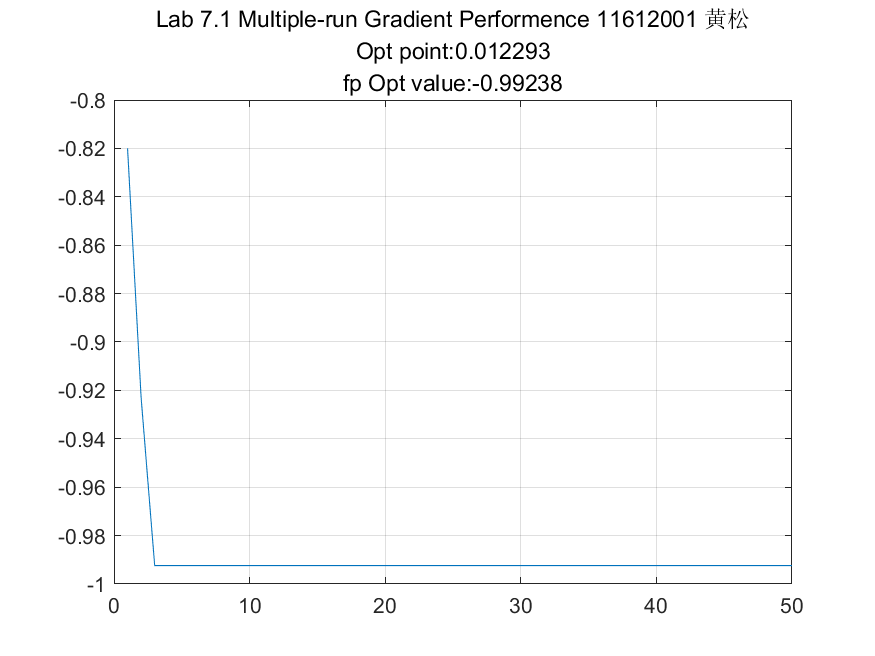 Lab 7.1 Multiple-run Gradient Performence 11612001 黄松
Opt point:0.012293
fp Opt value:-0.99238
-0.8
-0.82
-0.84
-0.86
-0.88
-0.9
-0.92
-0.94
-0.96
-0.98
-1
0 10 20 30 40 50